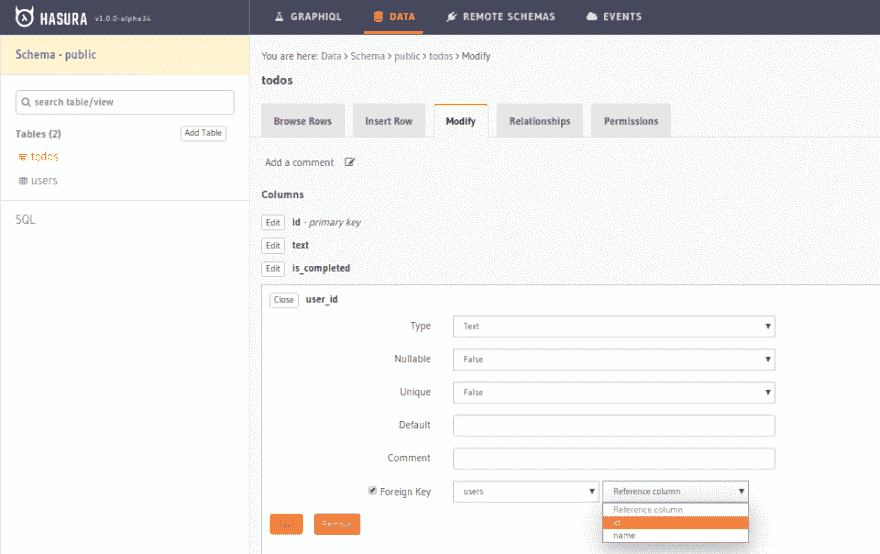 HASURA v1.0.0-alpha34
GRAPHIQL DATA REMOTE SCHEMAS EVENTS
Schema - public
search table/view
Tables (2) Add Table
todos
users
SQL
You are here: Data > Schema > public > todos > Modify
todos
Browse Rows Insert Row Modify Relationships Permissions
Add a comment
Columns
Edit id - primary key
Edit text
Edit is_completed
Close user_id
Type Text
Nullable False
Unique False
Default
Comment
Foreign Key users Reference column
Reference column
id
name
Save Remove